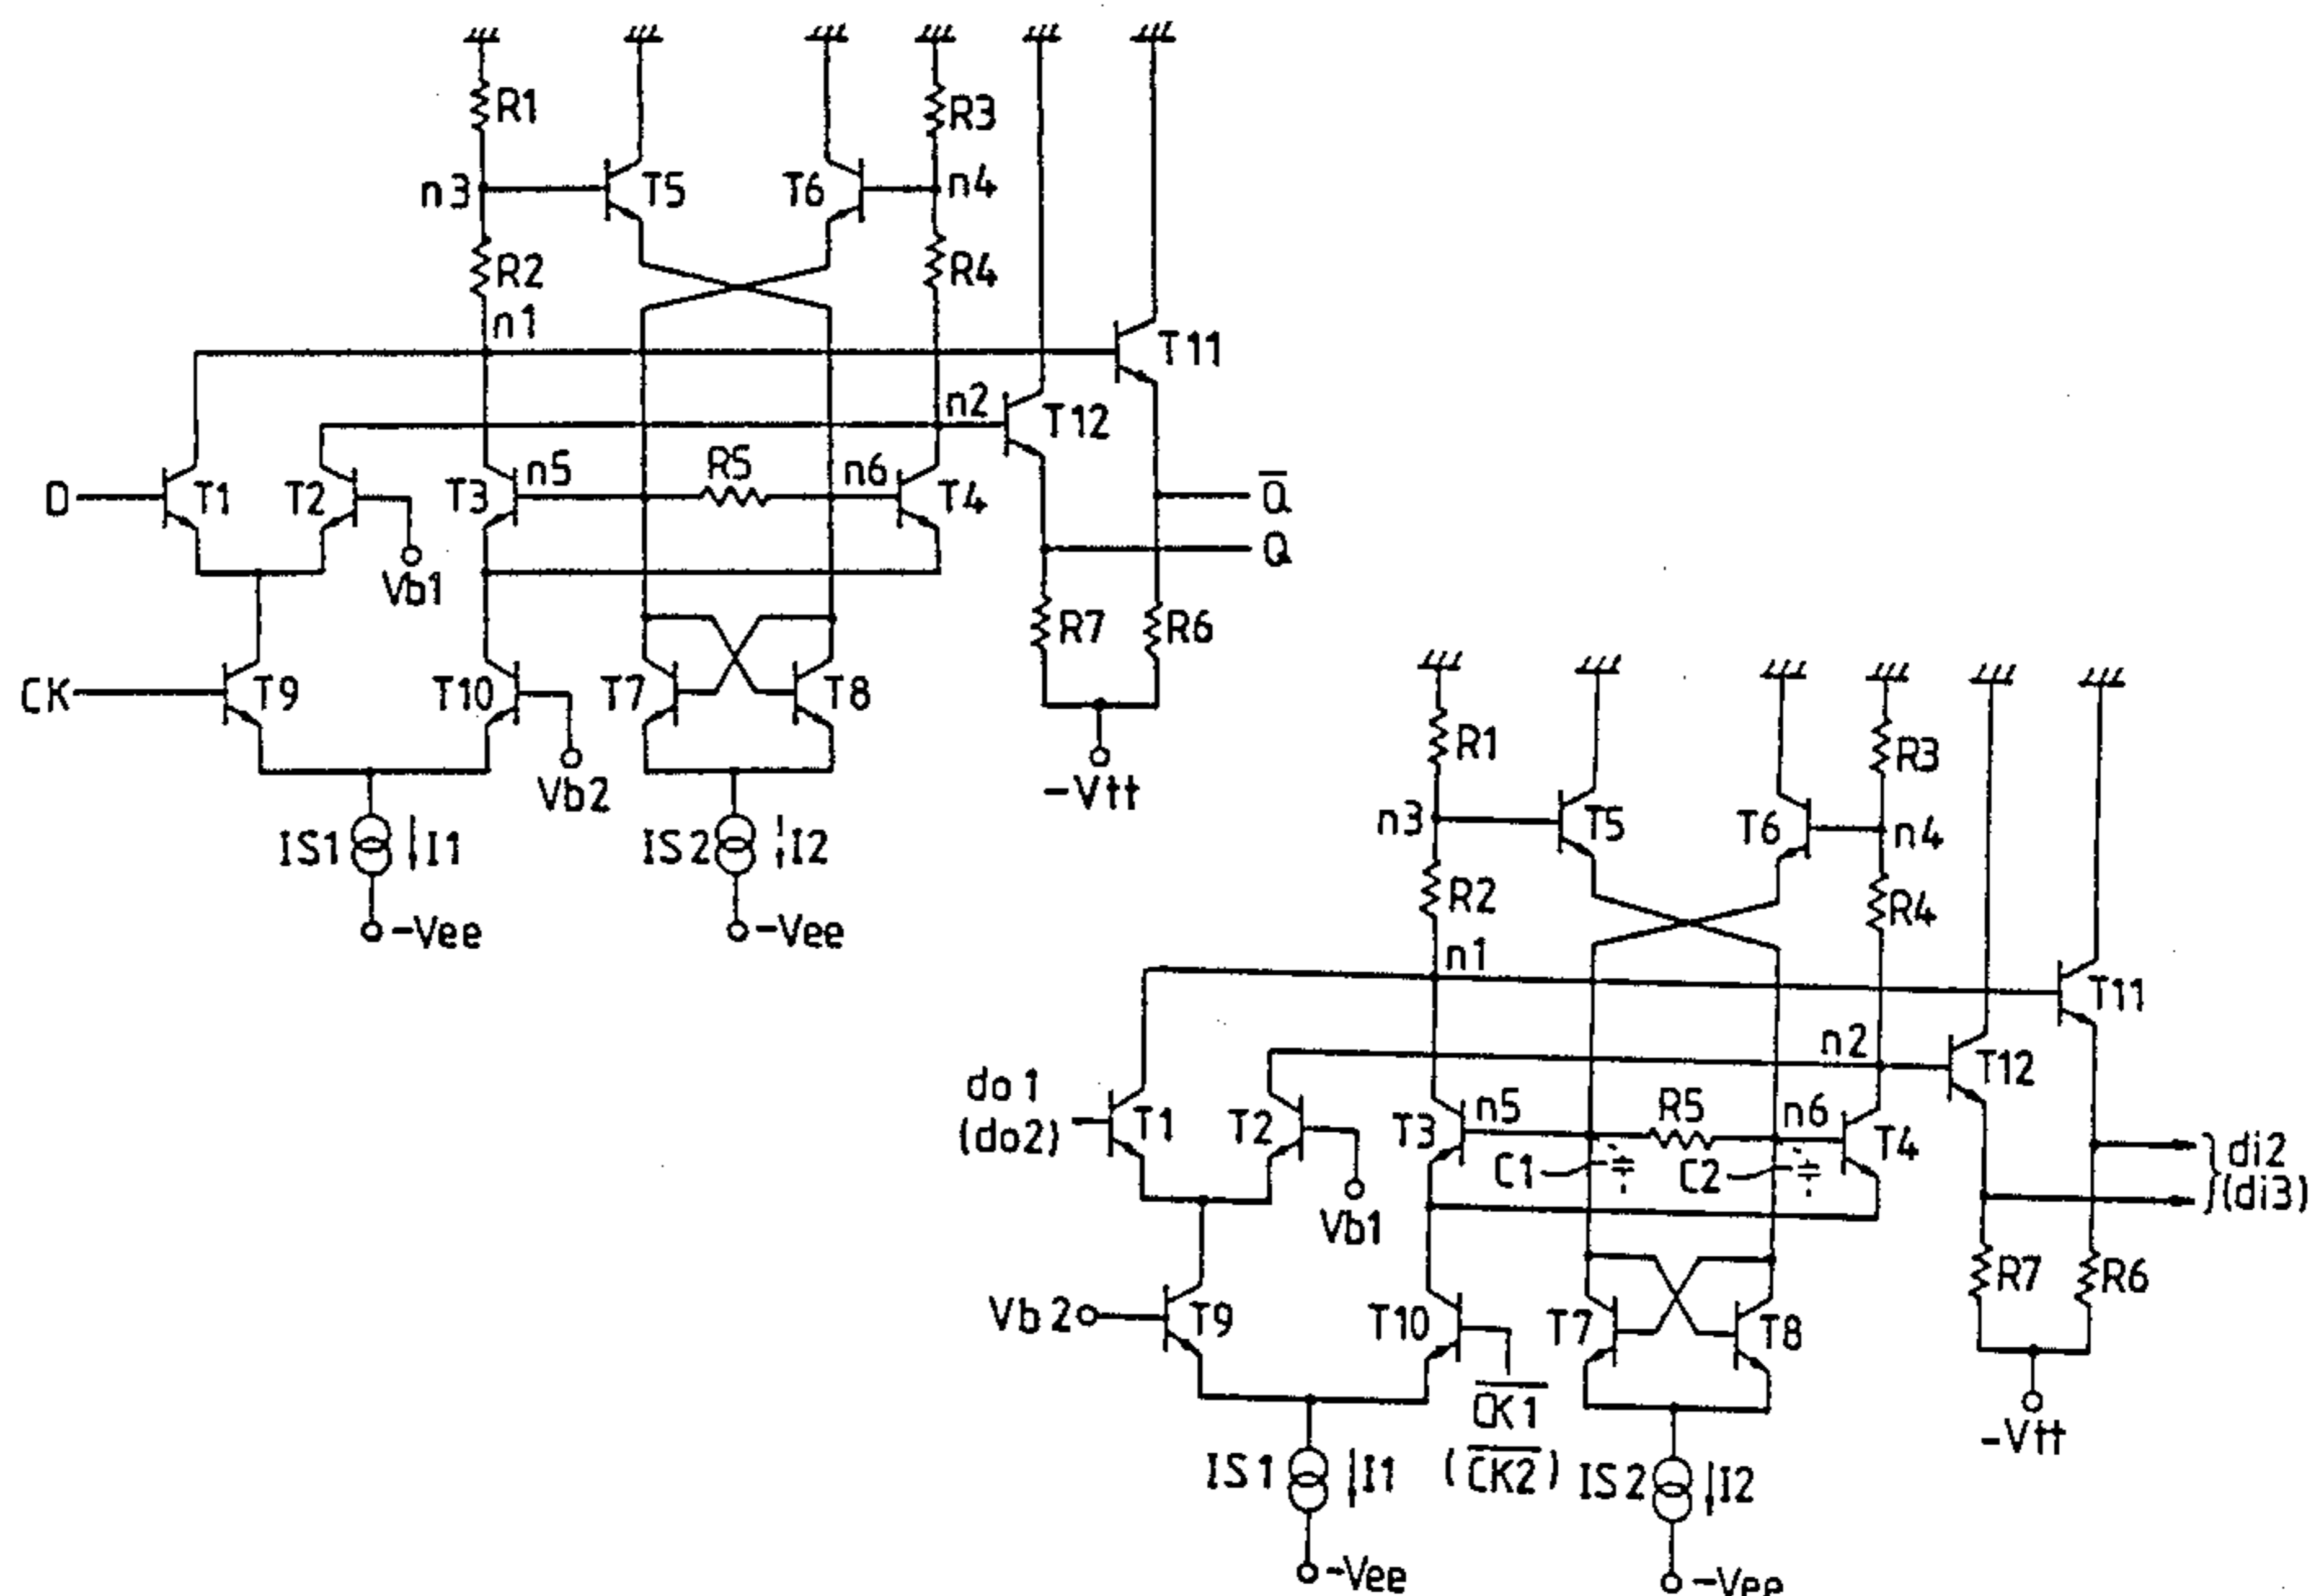 R1
R3
n3
T5
T6
n4
R2
R4
n1
T11
n2
T12
D
T1
T2
T3
n5
R5
n6
T4
Q̅
Q
Vb1
R7
R6
CK
T9
T10
T7
T8
Vb2
-Vtt
IS1
I1
IS2
I2
-Vee
-Vee
R1
R3
n3
T5
T6
n4
R2
R4
n1
T11
n2
T12
do1
(do2)
T1
T2
T3
n5
R5
n6
T4
C1
C2
di2
(di3)
Vb1
R7
R6
Vb2
T9
T10
T7
T8
C̅K̅1̅
(C̅K̅2̅)
-Vtt
IS1
I1
IS2
I2
-Vee
-Vee